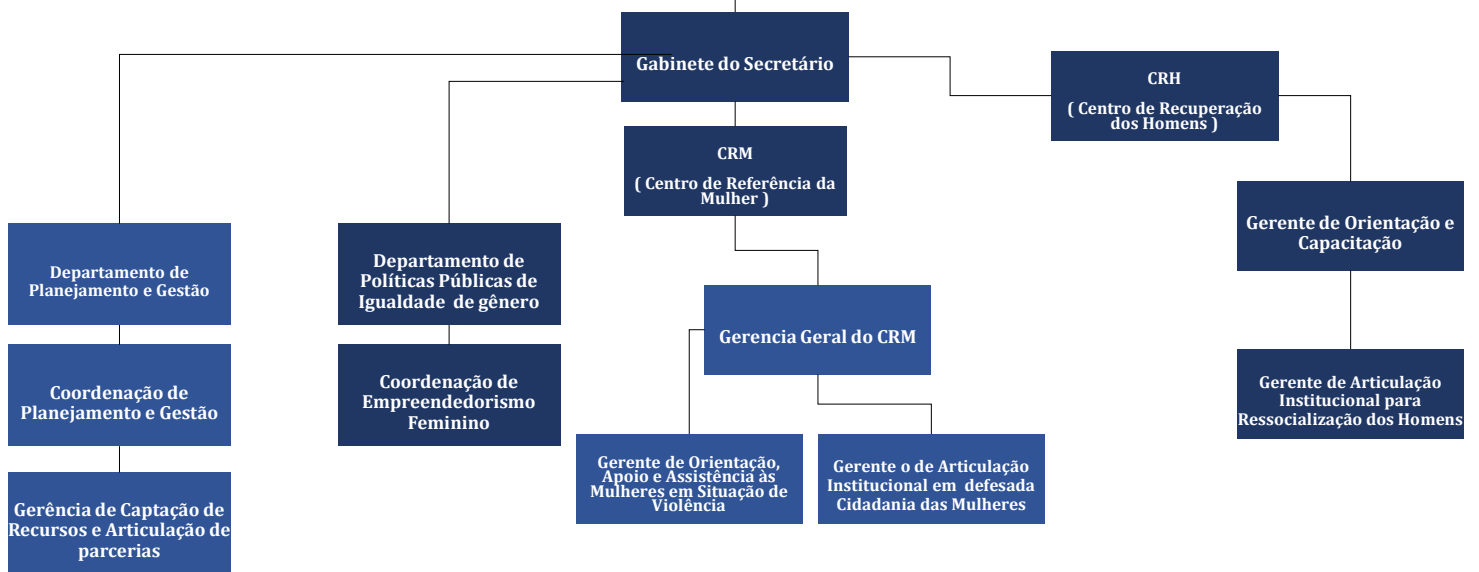 Gabinete do Secretário
CRH
( Centro de Recuperação
dos Homens )
CRM
( Centro de Referência da
Mulher )
Gerente de Orientação e
Capacitação
Departamento de
Planejamento e Gestão
Departamento de
Políticas Públicas de
Igualdade de gênero
Gerencia Geral do CRM
Coordenação de
Planejamento e Gestão
Coordenação de
Empreendedorismo
Feminino
Gerente de Articulação
Institucional para
Ressocialização dos Homens
Gerente de Orientação,
Apoio e Assistência às
Mulheres em Situação de
Violência
Gerente o de Articulação
Institucional em defesada
Cidadania das Mulheres
Gerência de Captação de
Recursos e Articulação de
parcerias